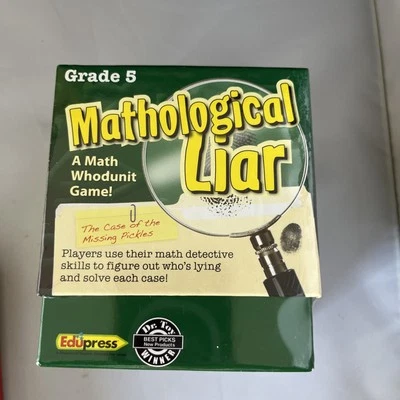 Grade 5
Mathological
Liar
A Math
Whodunit
Game!
The Case of the
Missing Pickles
Players use their math detective
skills to figure out who's lying
and solve each case!
Edupress
Dr. Toy
BEST PICKS
New Products
WINNER